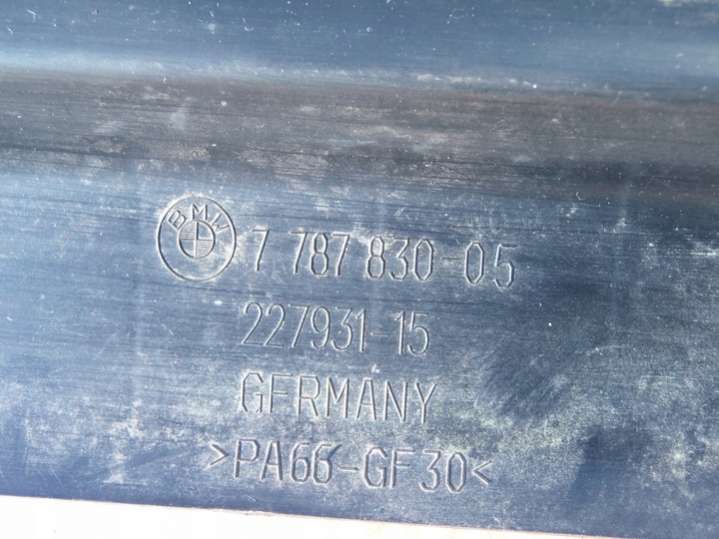 BMW 7 787 830-05
227931-15
GERMANY
>PA66-GF30<